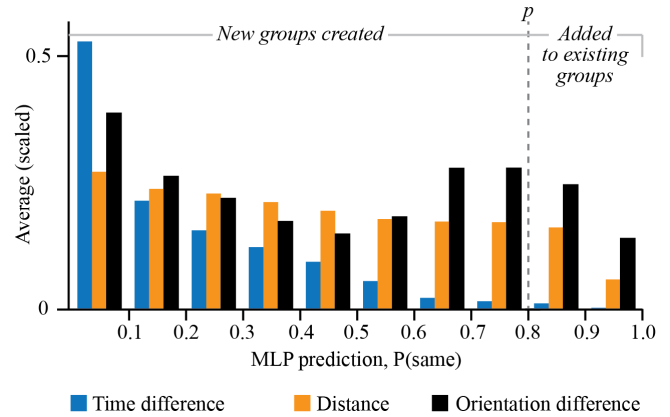 p
New groups created
Added
to existing
groups
0.5
0
Average (scaled)
0.1 0.2 0.3 0.4 0.5 0.6 0.7 0.8 0.9 1.0
MLP prediction, P(same)
Time difference Distance Orientation difference